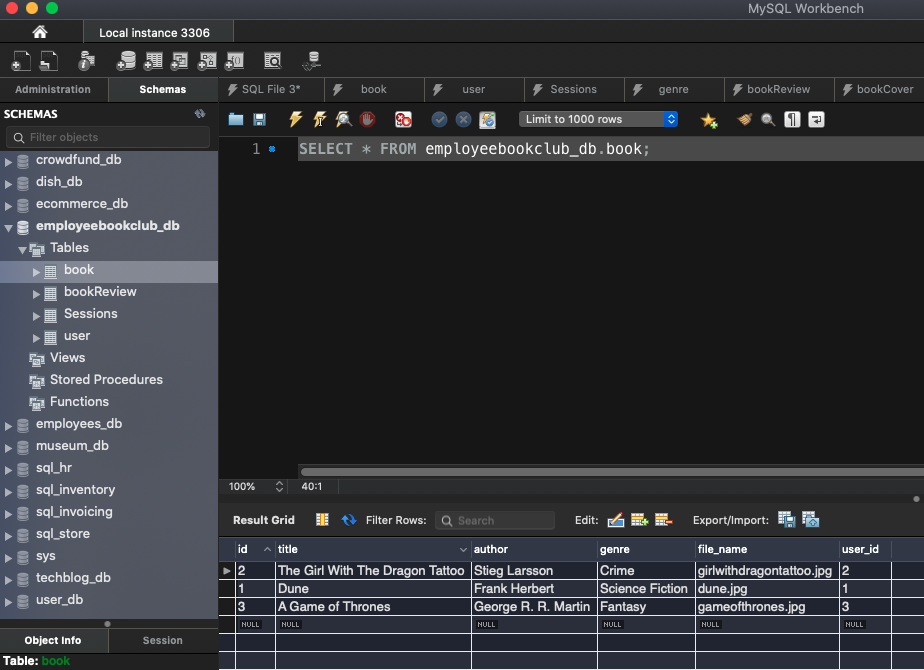 MySQL Workbench
Local instance 3306
Administration Schemas SQL File 3* book user Sessions genre bookReview bookCover
SCHEMAS
Filter objects
Limit to 1000 rows
crowdfund_db
dish_db
ecommerce_db
employeebookclub_db
Tables
book
bookReview
Sessions
user
Views
Stored Procedures
Functions
employees_db
museum_db
sql_hr
sql_inventory
sql_invoicing
sql_store
sys
techblog_db
user_db
Object Info Session
Table: book
1 SELECT * FROM employeebookclub_db.book;
100% 40:1
Result Grid Filter Rows: Search Edit: Export/Import:
id title author genre file_name user_id
2 The Girl With The Dragon Tattoo Stieg Larsson Crime girlwithdragontattoo.jpg 2
1 Dune Frank Herbert Science Fiction dune.jpg 1
3 A Game of Thrones George R. R. Martin Fantasy gameofthrones.jpg 3
NULL NULL NULL NULL NULL NULL